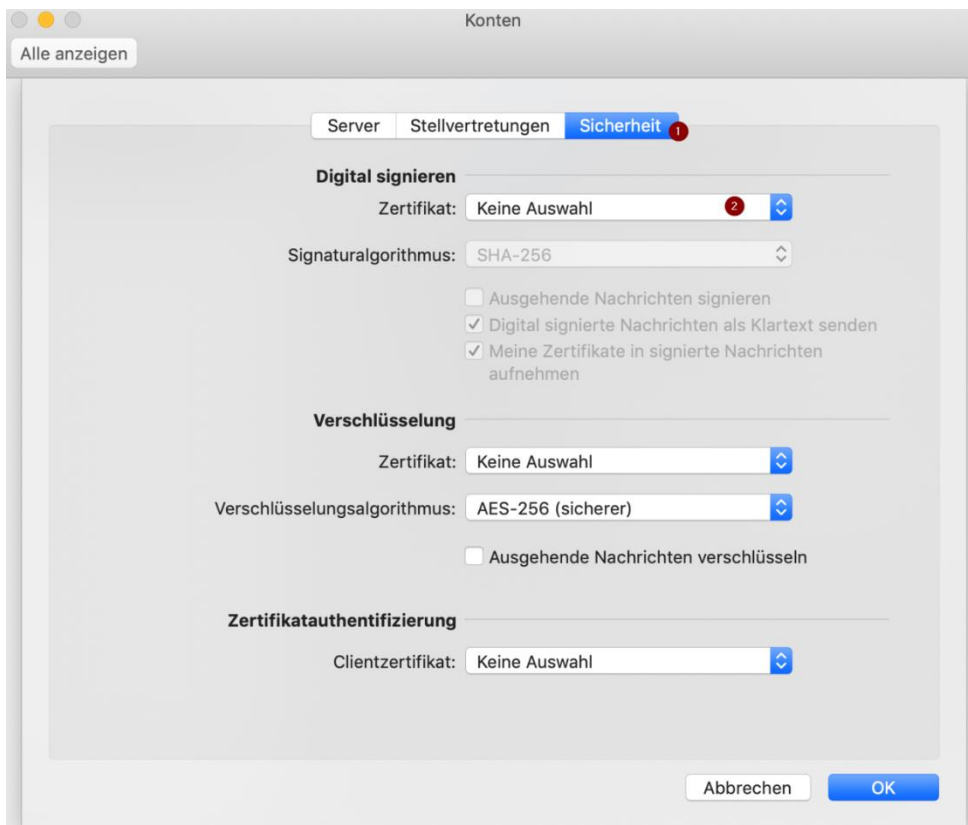 Konten
Alle anzeigen
Server Stellvertretungen Sicherheit 1
Digital signieren
Zertifikat: Keine Auswahl 2
Signaturalgorithmus: SHA-256
Ausgehende Nachrichten signieren
Digital signierte Nachrichten als Klartext senden
Meine Zertifikate in signierte Nachrichten
aufnehmen
Verschlüsselung
Zertifikat: Keine Auswahl
Verschlüsselungsalgorithmus: AES-256 (sicherer)
Ausgehende Nachrichten verschlüsseln
Zertifikatauthentifizierung
Clientzertifikat: Keine Auswahl
Abbrechen OK